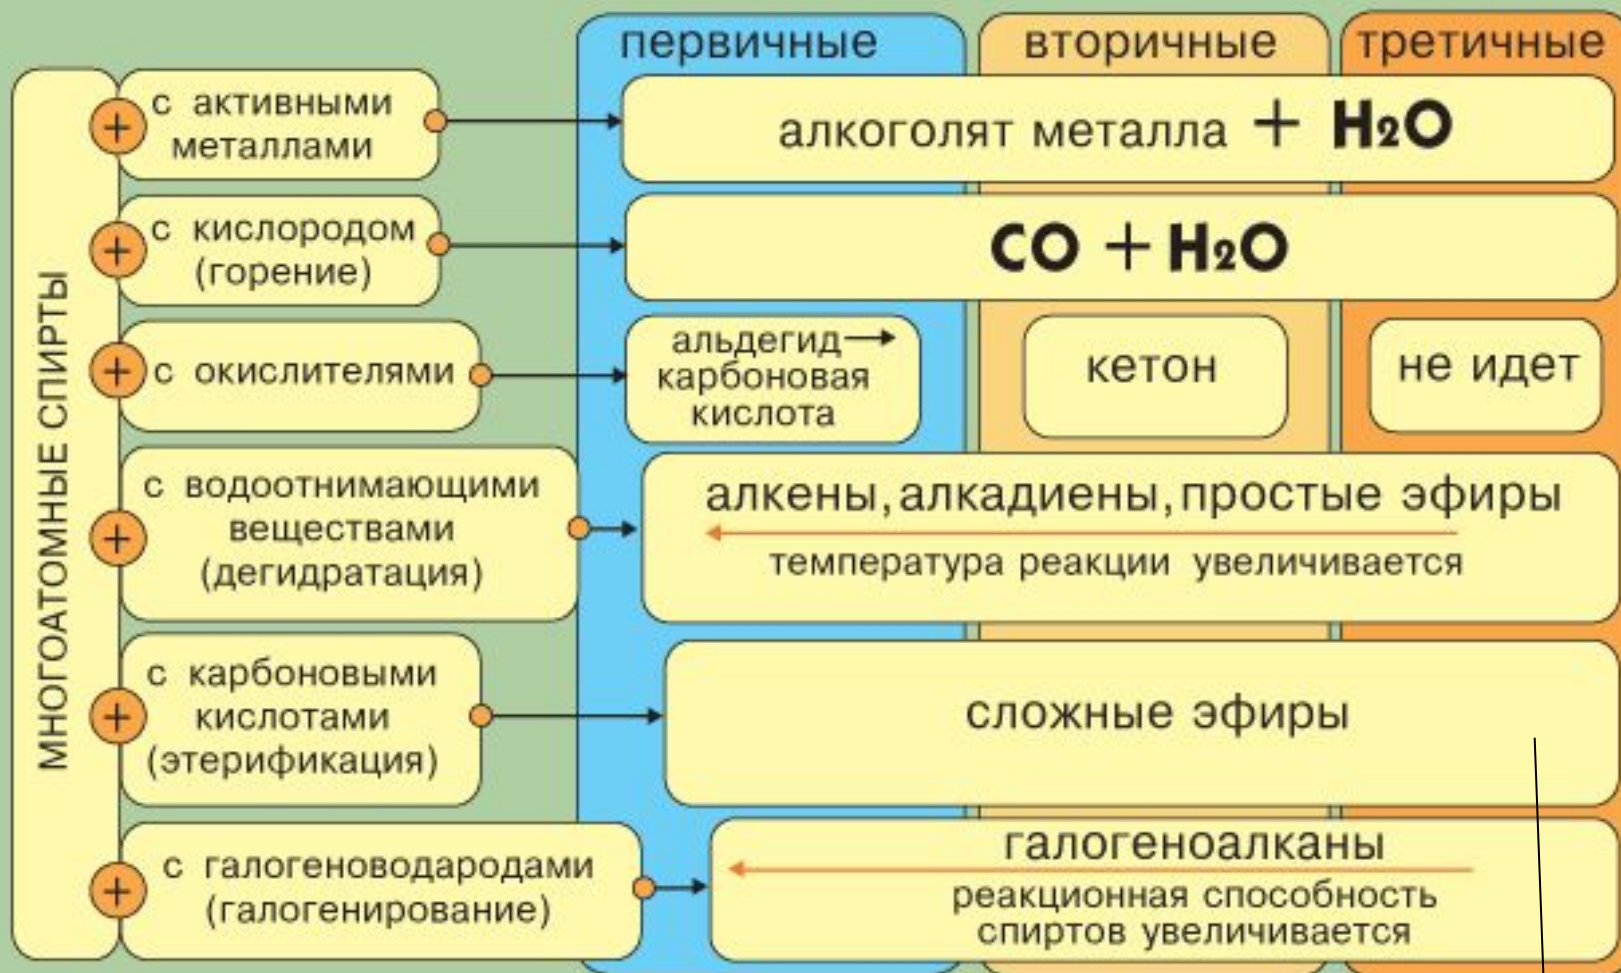 первичные
вторичные
третичные
МНОГОАТОМНЫЕ СПИРТЫ
+ с активными
металлами
алкоголят металла + H₂O
+ с кислородом
(горение)
CO + H₂O
+ с окислителями
альдегид→
карбоновая
кислота
кетон
не идет
+ с водоотнимающими
веществами
(дегидратация)
алкены, алкадиены, простые эфиры
температура реакции увеличивается
+ с карбоновыми
кислотами
(этерификация)
сложные эфиры
+ с галогеноводародами
(галогенирование)
галогеноалканы
реакционная способность
спиртов увеличивается